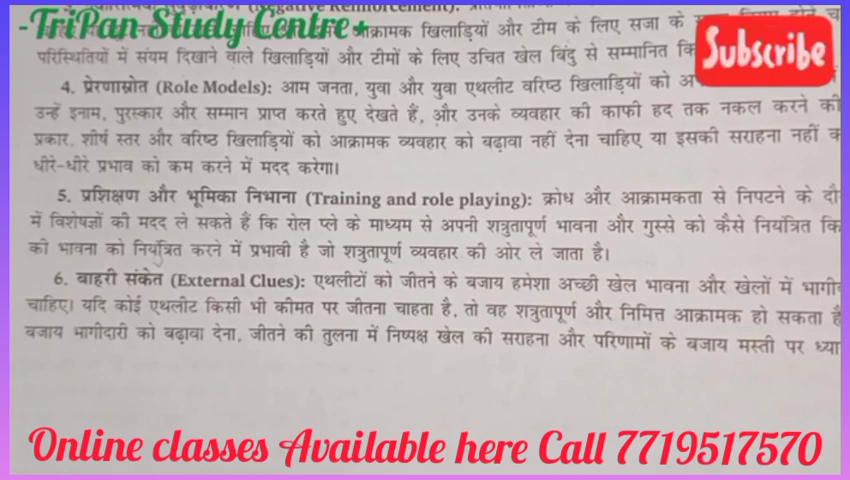 -TriPan Study Centre★
(Negative Reinforcement):
आक्रामक खिलाड़ियों और टीम के लिए सजा के
परिस्थितियों में संयम दिखाने वाले खिलाड़ियों और टीमों के लिए उचित खेल बिंदु से सम्मानित
Subscribe
4. प्रेरणास्रोत (Role Models): आम जनता, युवा और युवा एथलीट वरिष्ठ खिलाड़ियों को
उन्हें इनाम, पुरस्कार और सम्मान प्राप्त करते हुए देखते हैं, और उनके व्यवहार की काफी हद तक नकल करने की
प्रकार, शीर्ष स्तर और वरिष्ठ खिलाड़ियों को आक्रामक व्यवहार को बढ़ावा नहीं देना चाहिए या इसकी सराहना नहीं
धीरे-धीरे प्रभाव को कम करने में मदद करेगा।
5. प्रशिक्षण और भूमिका निभाना (Training and role playing): क्रोध और आक्रामकता से निपटने के
में विशेषज्ञों की मदद ले सकते हैं कि रोल प्ले के माध्यम से अपनी शत्रुतापूर्ण भावना और गुस्से को कैसे नियंत्रित
की भावना को नियंत्रित करने में प्रभावी है जो शत्रुतापूर्ण व्यवहार की ओर ले जाता है।
6. बाहरी संकेत (External Clues): एथलीटों को जीतने के बजाय हमेशा अच्छी खेल भावना और खेलों में
चाहिए। यदि कोई एथलीट किसी भी कीमत पर जीतना चाहता है, तो वह शत्रुतापूर्ण और निमित्त आक्रामक हो सकता है
बजाय भागीदारी को बढ़ावा देना, जीतने की तुलना में निष्पक्ष खेल की सराहना और परिणामों के बजाय मस्ती पर
Online classes Available here Call 7719517570